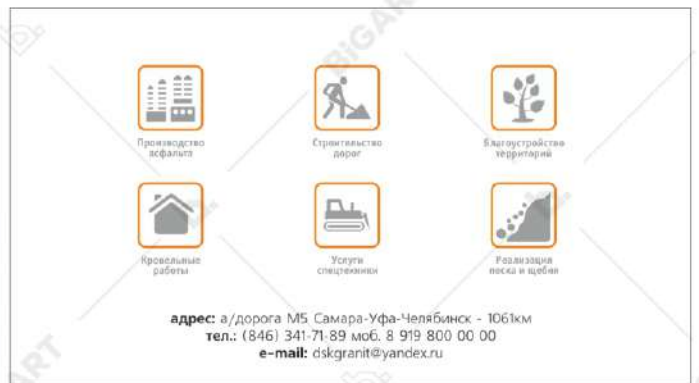 BiGART
Производство
асфальта
Строительство
дорог
Благоустройство
территорий
Кровельные
работы
Услуги
спецтехники
Реализация
песка и щебня
адрес: а/дорога М5 Самара-Уфа-Челябинск - 1061км
тел.: (846) 341-71-89 моб. 8 919 800 00 00
e-mail: dskgranit@yandex.ru